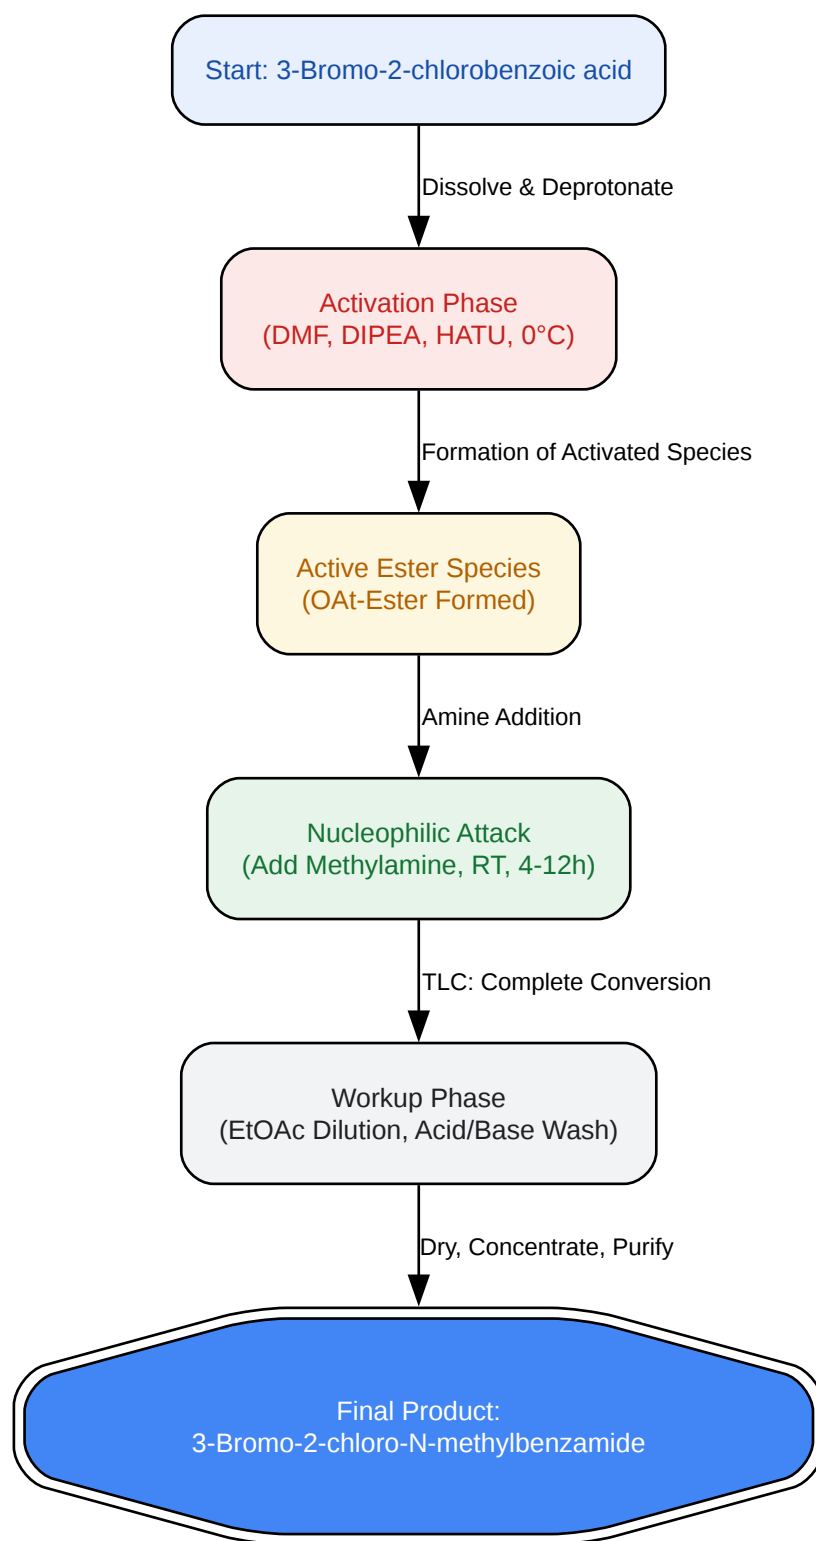 Start: 3-Bromo-2-chlorobenzoic acid
Dissolve & Deprotonate
Activation Phase
(DMF, DIPEA, HATU, 0°C)
Formation of Activated Species
Active Ester Species
(OAt-Ester Formed)
Amine Addition
Nucleophilic Attack
(Add Methylamine, RT, 4-12h)
TLC: Complete Conversion
Workup Phase
(EtOAc Dilution, Acid/Base Wash)
Dry, Concentrate, Purify
Final Product:
3-Bromo-2-chloro-N-methylbenzamide